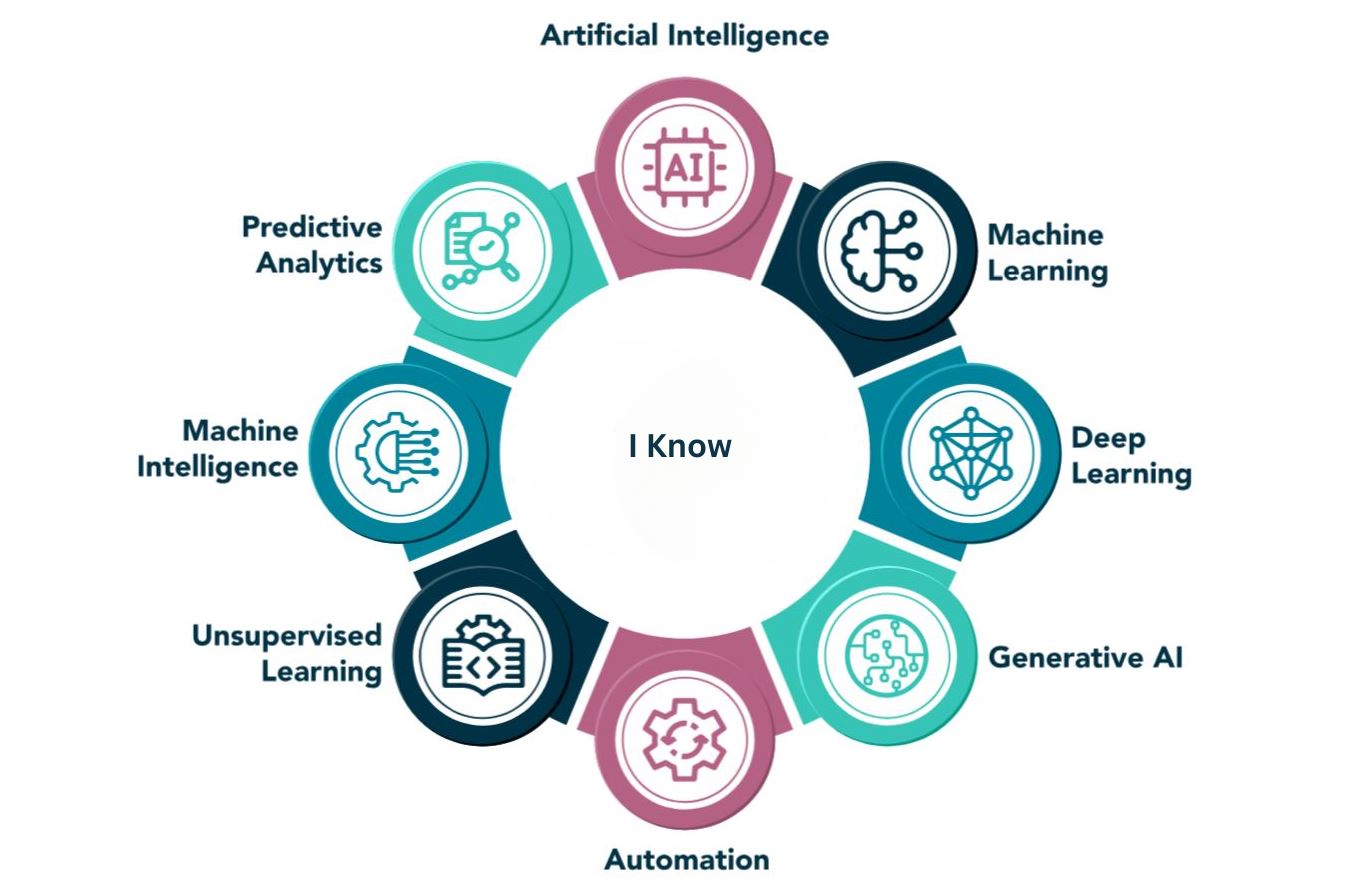 Artificial Intelligence
AI
Machine
Learning
Deep
Learning
Generative AI
Automation
Unsupervised
Learning
Machine
Intelligence
Predictive
Analytics
I Know